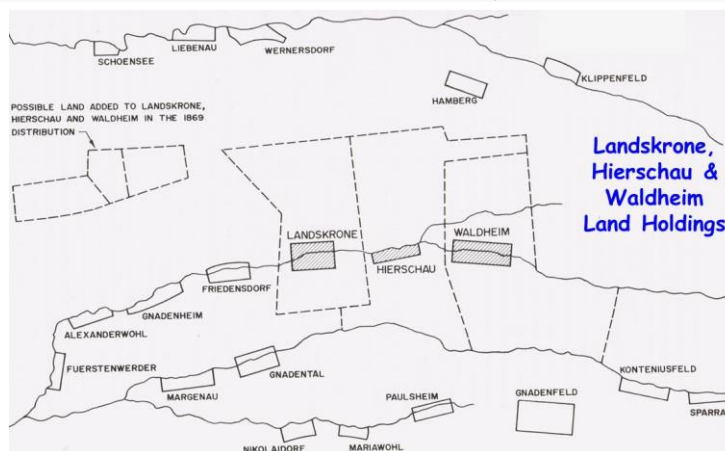 SCHOENSEE
LIEBENAU
WERNERSDORF
KLIPPENFELD
HAMBERG
POSSIBLE LAND ADDED TO LANDSKRONE,
HIERSCHAU AND WALDHEIM IN THE 1869
DISTRIBUTION
Landskrone,
Hierschau &
Waldheim
Land Holdings
LANDSKRONE
HIERSCHAU
WALDHEIM
FRIEDENSDORF
GNADENHEIM
ALEXANDERWOHL
FUERSTENWERDER
MARGENAU
GNADENTAL
PAULSHEIM
GNADENFELD
KONTENIUSFELD
SPARRA
NIKOLAIDORF
MARIAWOHL